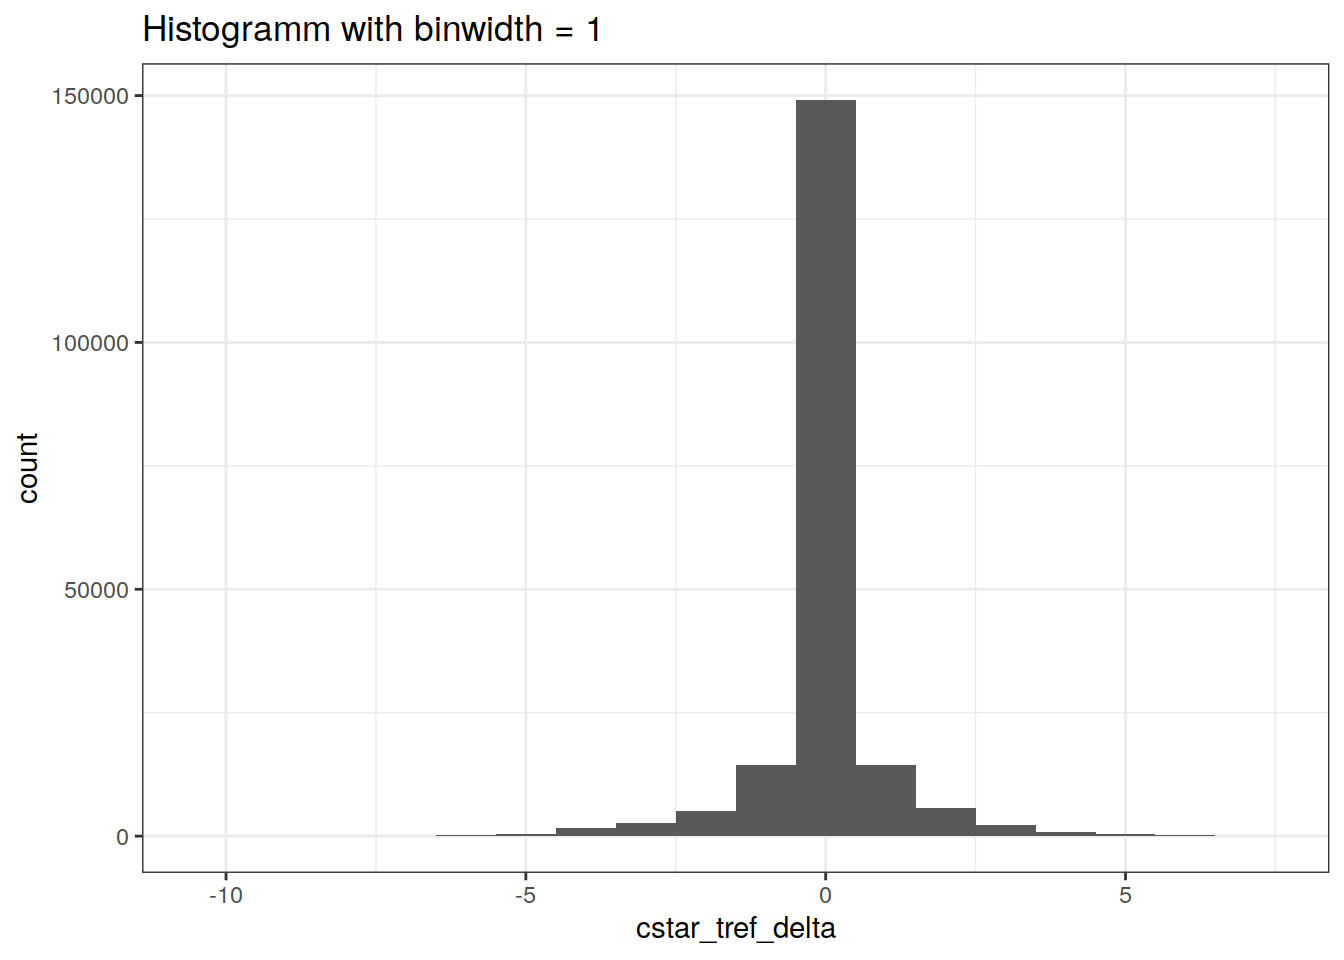 Histogramm with binwidth = 1
150000
100000
50000
0
count
-10
-5
0
5
cstar_tref_delta